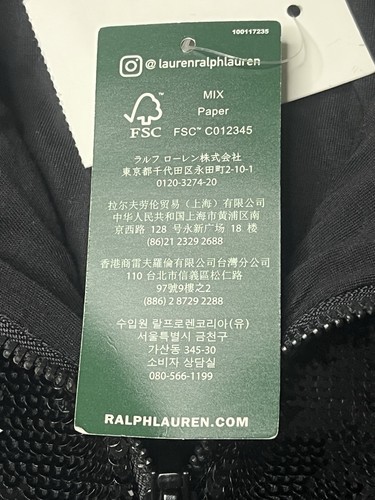 100117235
@ laurenralphlauren
MIX
Paper
FSC™ FSC™ C012345
ラルフ ローレン株式会社
東京都千代田区永田町2-10-1
0120-3274-20
拉尔夫劳伦贸易（上海）有限公司
中华人民共和国上海市黄浦区南
京西路 128 号永新广场 18 楼
(86)21 2329 2688
香港商雷夫羅倫有限公司台灣分公司
110 台北市信義區松仁路
97號9樓之2
(886) 2 8729 2288
수입원 랄프로렌코리아(유)
서울특별시 금천구
가산동 345-30
소비자 상담실
080-566-1199
RALPHLAUREN.COM